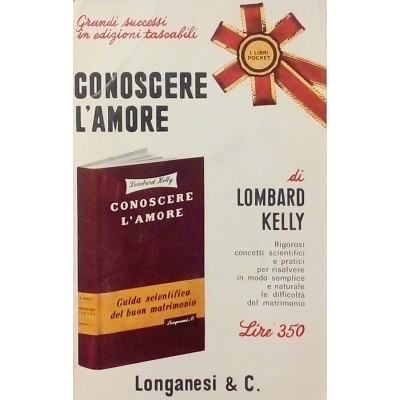 Grandi successi
in edizioni tascabili
I LIBRI
POCKET
CONOSCERE
L'AMORE
Lombard Kelly
CONOSCERE
L'AMORE
Guida scientifica
del buon matrimonio
Longanesi & C.
di
LOMBARD
KELLY
Rigorosi
concetti scientifici
e pratici
per risolvere
in modo semplice
e naturale
le difficoltà
del matrimonio
Lire 350
Longanesi & C.